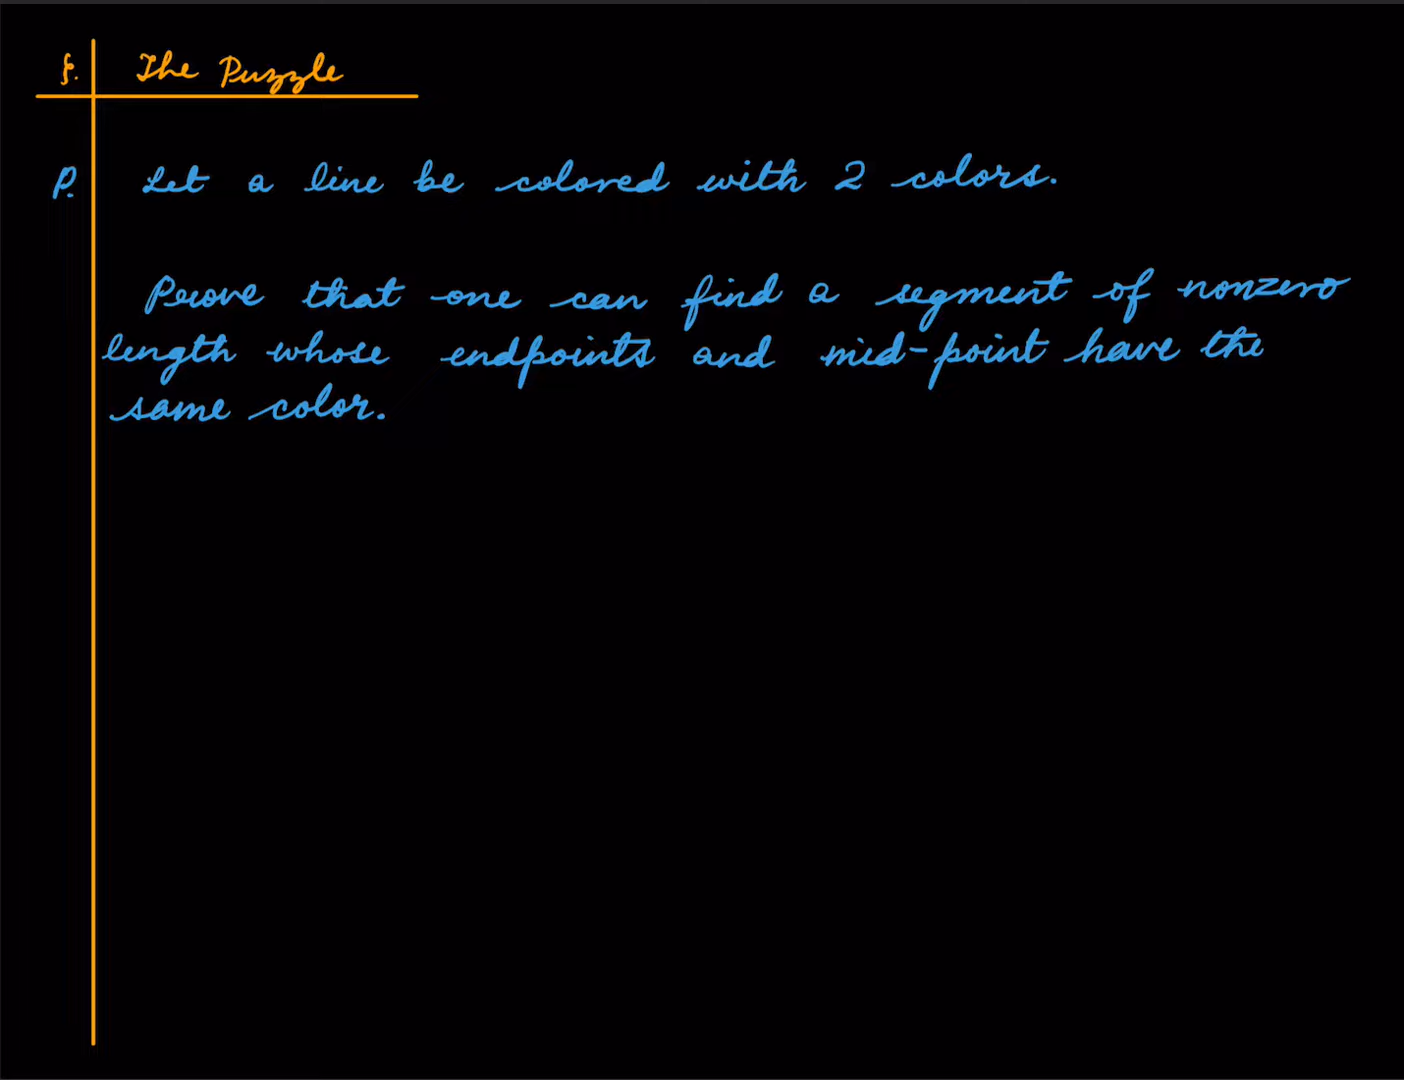 §. The Puzzle
P. Let a line be colored with 2 colors.
Prove that one can find a segment of nonzero
length whose endpoints and mid-point have the
same color.